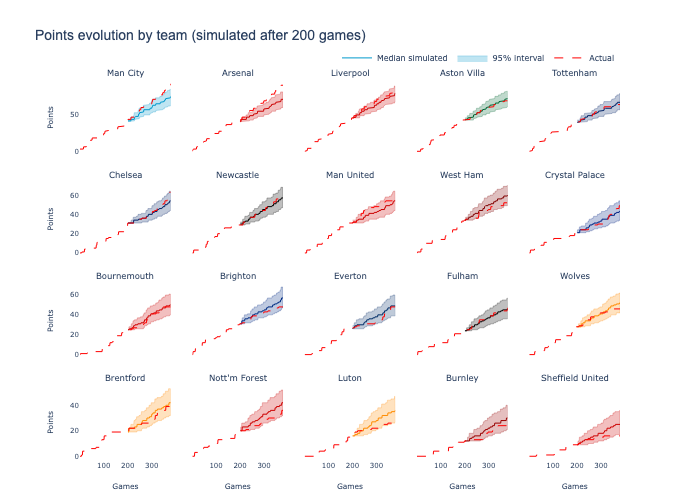 Points evolution by team (simulated after 200 games)
Median simulated 95% interval Actual
Man City Arsenal Liverpool Aston Villa Tottenham
Points
50
0
Chelsea Newcastle Man United West Ham Crystal Palace
Points
60
40
20
0
Bournemouth Brighton Everton Fulham Wolves
Points
60
40
20
0
Brentford Nott'm Forest Luton Burnley Sheffield United
Points
40
20
0
100 200 300 100 200 300 100 200 300 100 200 300 100 200 300
Games Games Games Games Games